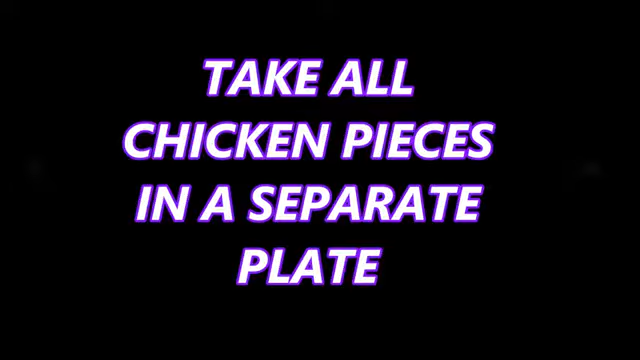 TAKE ALL
CHICKEN PIECES
IN A SEPARATE
PLATE